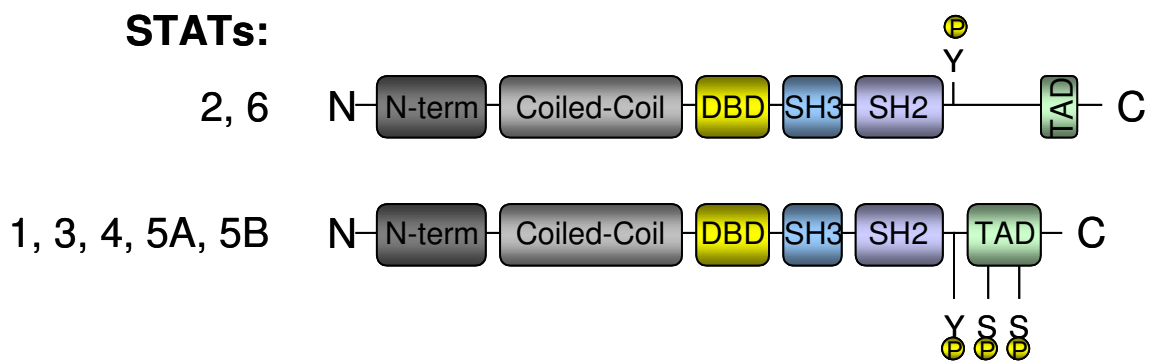 STATs:
P
Y
2, 6 N N-term Coiled-Coil DBD SH3 SH2 TAD C
1, 3, 4, 5A, 5B N N-term Coiled-Coil DBD SH3 SH2 TAD C
Y S S
P P P